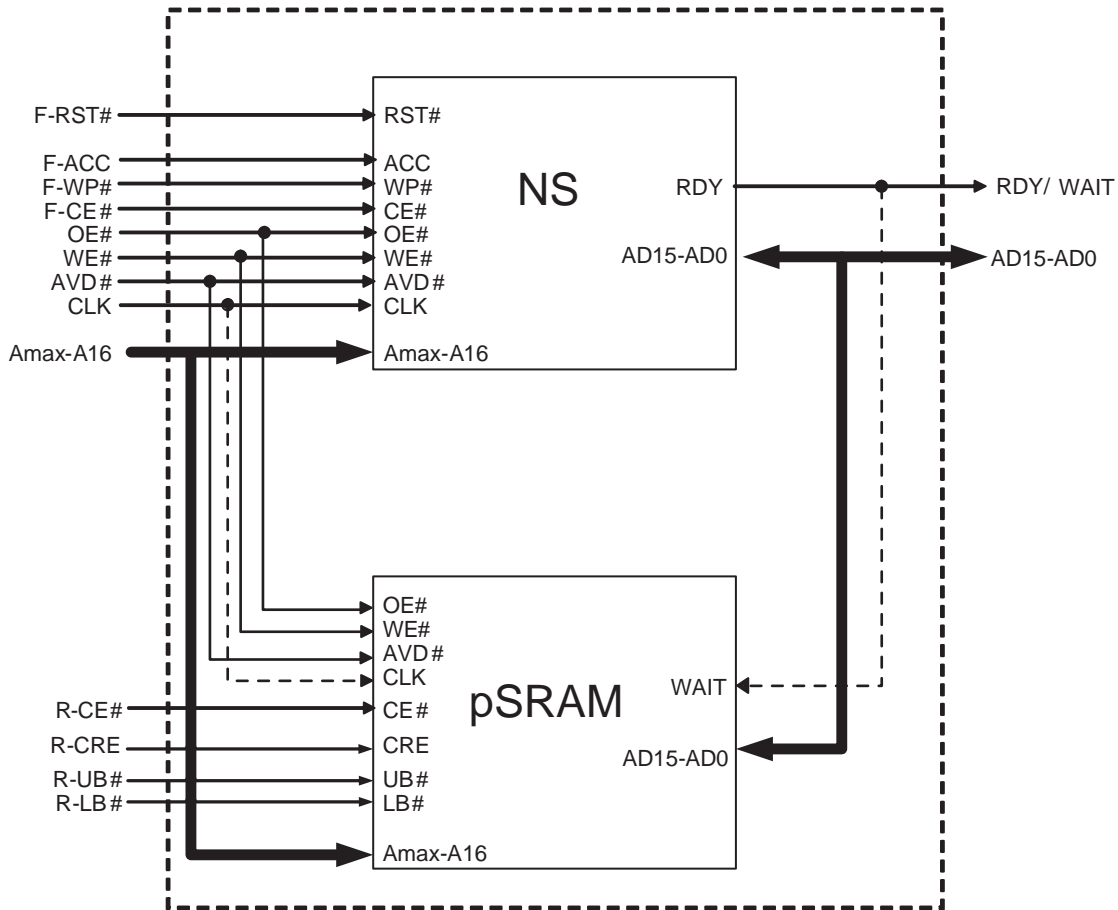 F-RST#
F-ACC
F-WP#
F-CE#
OE#
WE#
AVD#
CLK
Amax-A16
RST#
ACC
WP#
CE#
OE#
WE#
AVD#
CLK
Amax-A16
NS
RDY
AD15-AD0
RDY/ WAIT
AD15-AD0
R-CE#
R-CRE
R-UB#
R-LB#
OE#
WE#
AVD#
CLK
CE#
CRE
UB#
LB#
Amax-A16
pSRAM
WAIT
AD15-AD0